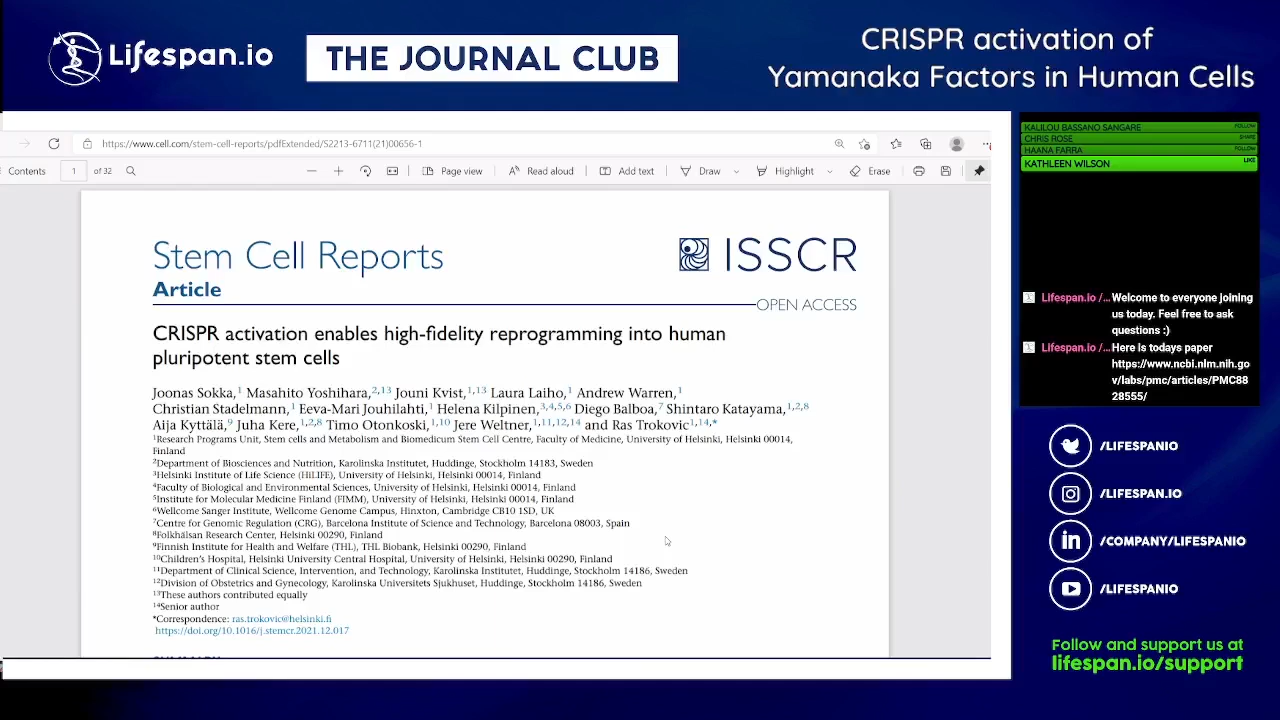 Lifespan.io
THE JOURNAL CLUB
CRISPR activation of
Yamanaka Factors in Human Cells
https://www.cell.com/stem-cell-reports/pdfExtended/S2213-6711(21)00656-1
Contents
1
of 32
Page view
Read aloud
Add text
Draw
Highlight
Erase
Stem Cell Reports
Article
ISSCR
OPEN ACCESS
CRISPR activation enables high-fidelity reprogramming into human
pluripotent stem cells
Joonas Sokka,1 Masahito Yoshihara,2,13 Jouni Kvist,1,13 Laura Laiho,1 Andrew Warren,1
Christian Stadelmann,1 Eeva-Mari Jouhilahti,1 Helena Kilpinen,3,4,5,6 Diego Balboa,7 Shintaro Katayama,1,2,8
Aija Kyttälä,9 Juha Kere,1,2,8 Timo Otonkoski,1,10 Jere Weltner,1,11,12,14 and Ras Trokovic1,14,*
1Research Programs Unit, Stem cells and Metabolism and Biomedicum Stem Cell Centre, Faculty of Medicine, University of Helsinki, Helsinki 00014,
Finland
2Department of Biosciences and Nutrition, Karolinska Institutet, Huddinge, Stockholm 14183, Sweden
3Helsinki Institute of Life Science (HiLIFE), University of Helsinki, Helsinki 00014, Finland
4Faculty of Biological and Environmental Sciences, University of Helsinki, Helsinki 00014, Finland
5Institute for Molecular Medicine Finland (FIMM), University of Helsinki, Helsinki 00014, Finland
6Wellcome Sanger Institute, Wellcome Genome Campus, Hinxton, Cambridge CB10 1SD, UK
7Centre for Genomic Regulation (CRG), Barcelona Institute of Science and Technology, Barcelona 08003, Spain
8Folkhälsan Research Center, Helsinki 00290, Finland
9Finnish Institute for Health and Welfare (THL), THL Biobank, Helsinki 00290, Finland
10Children's Hospital, Helsinki University Central Hospital, University of Helsinki, Helsinki 00290, Finland
11Department of Clinical Science, Intervention, and Technology, Karolinska Institutet, Huddinge, Stockholm 14186, Sweden
12Division of Obstetrics and Gynecology, Karolinska Universitets Sjukhuset, Huddinge, Stockholm 14186, Sweden
13These authors contributed equally
14Senior author
*Correspondence: ras.trokovic@helsinki.fi
https://doi.org/10.1016/j.stemcr.2021.12.017
KALILOU BASSANO SANGARE FOLLOW
CHRIS ROSE SHARE
HAANA FARRA FOLLOW
KATHLEEN WILSON LIKE
Lifespan.io /... Welcome to everyone joining
us today. Feel free to ask
questions :)
Lifespan.io /... Here is todays paper
https://www.ncbi.nlm.nih.go
v/labs/pmc/articles/PMC88
28555/
/LIFESPANIO
/LIFESPAN.IO
/COMPANY/LIFESPANIO
/LIFESPANIO
Follow and support us at
lifespan.io/support